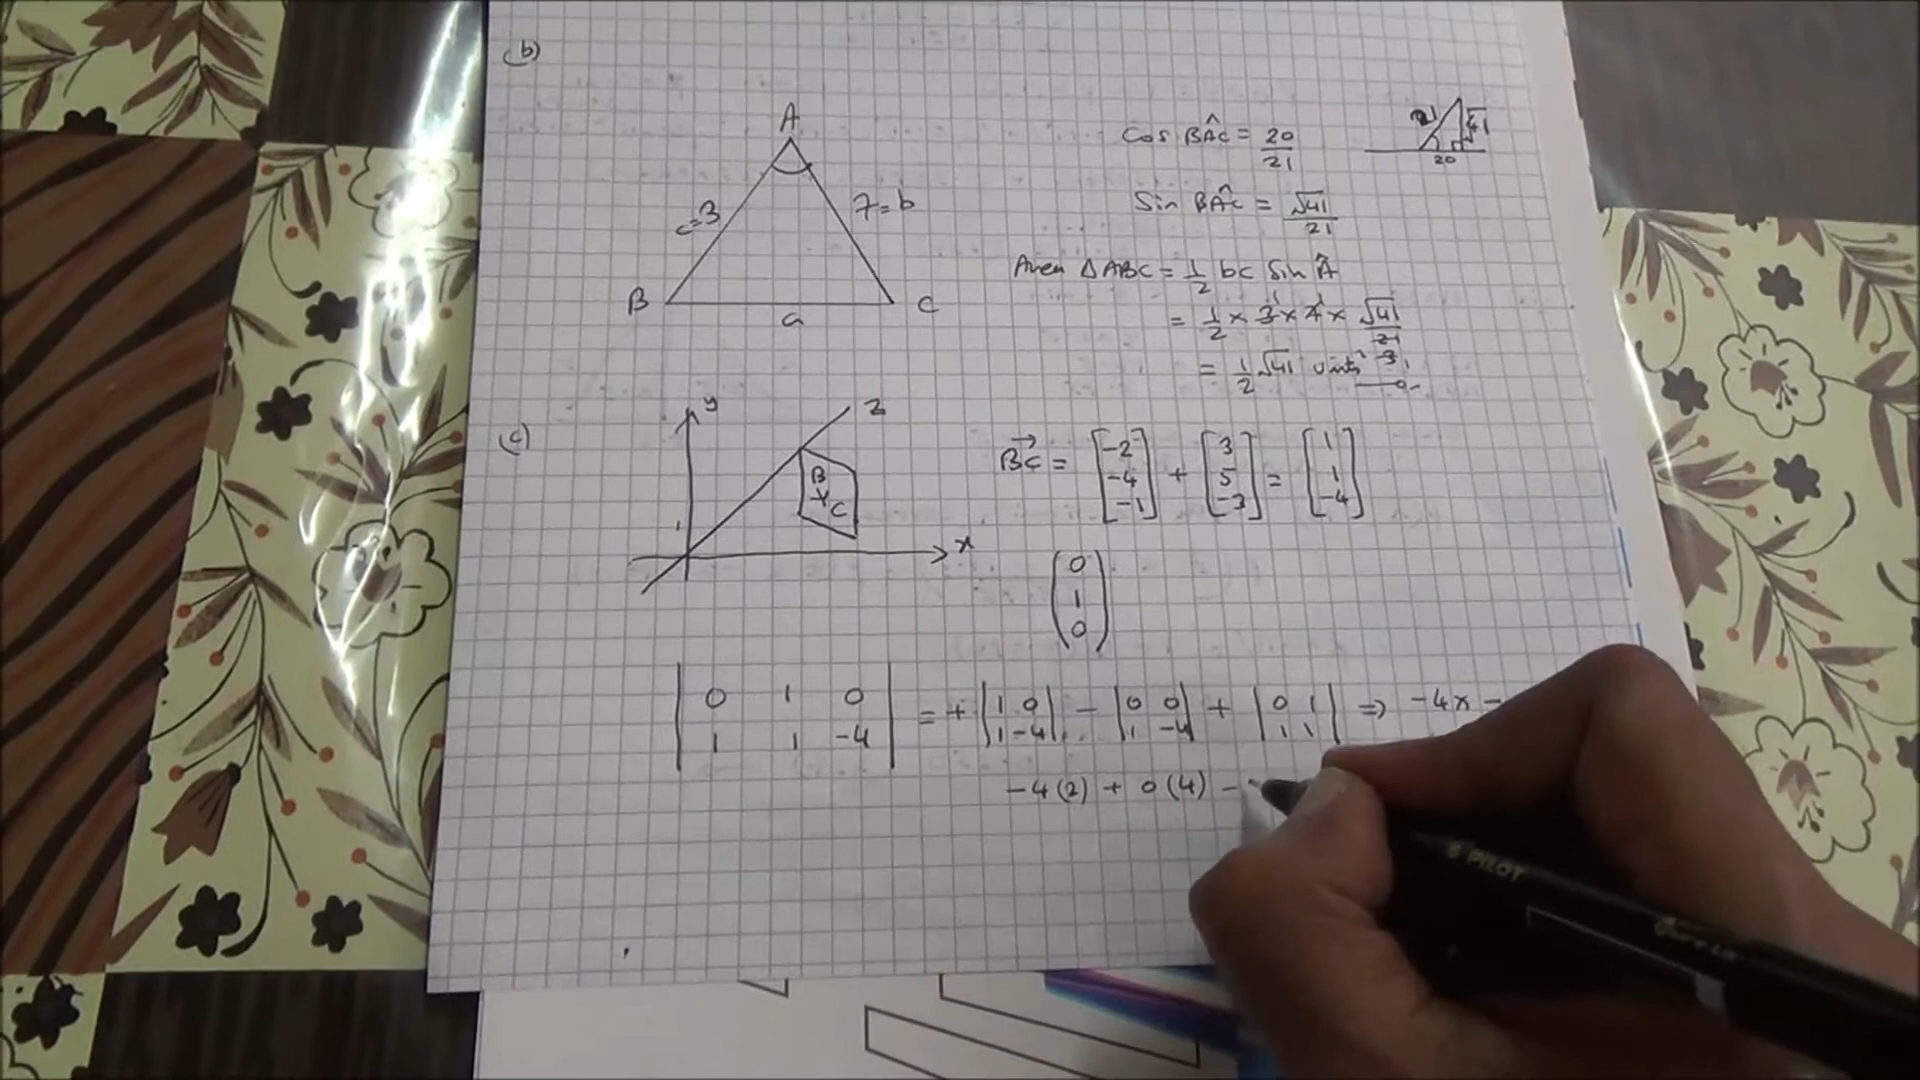 (b)
A
c=3
7=b
B
a
C
Cos BÂC = 20/21
21
√41
20
Sin BÂC = √41/21
Area △ABC = 1/2 bc Sin Â
= 1/2 × 3 × 7 × √41/21
= 1/2 √41 units²
(c)
y
z
B
C
x
BC = [-2 -4 -1] + [3 5 -3] = [1 1 -4]
(0 1 0)
| 0 1 0 | = + |1 0| - |0 0| + |0 1| ⇒ -4x -
| 1 1 -4 | |1 -4| |1 -4| |1 1|
-4(2) + 0(4) -
PILOT